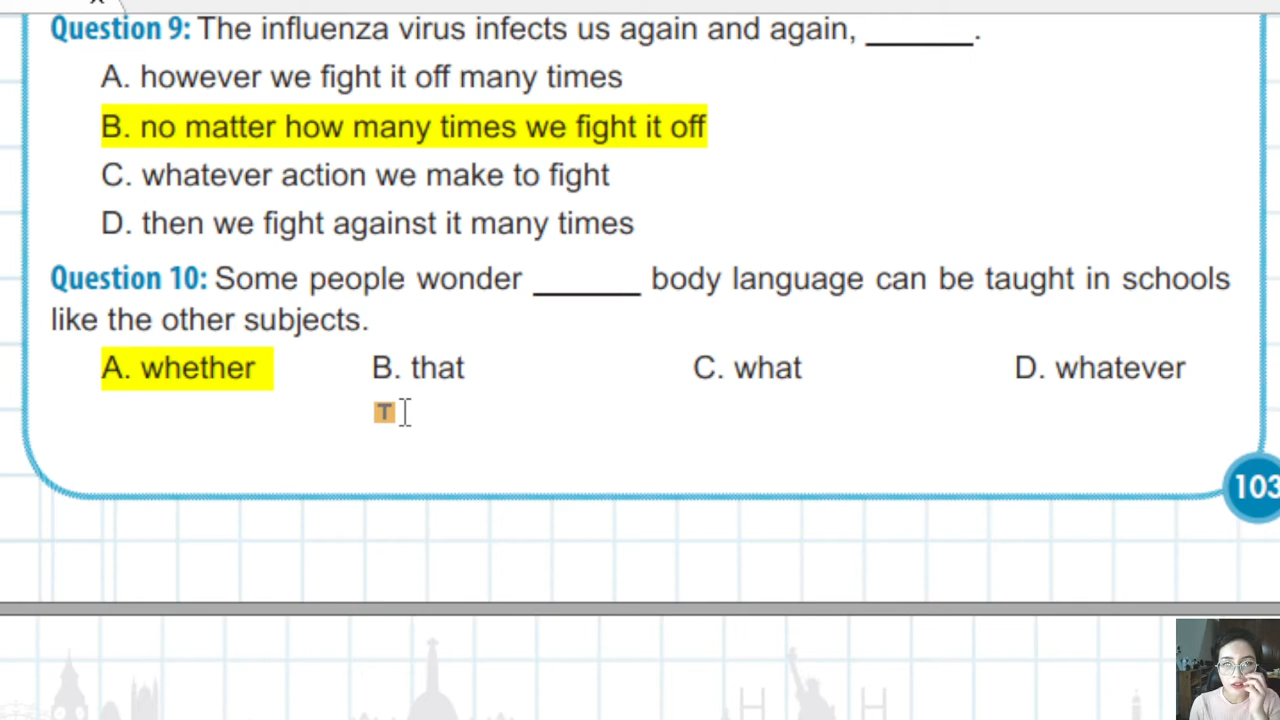 Question 9: The influenza virus infects us again and again, ______.
A. however we fight it off many times
B. no matter how many times we fight it off
C. whatever action we make to fight
D. then we fight against it many times
Question 10: Some people wonder ______ body language can be taught in schools
like the other subjects.
A. whether B. that C. what D. whatever
T
103
H H